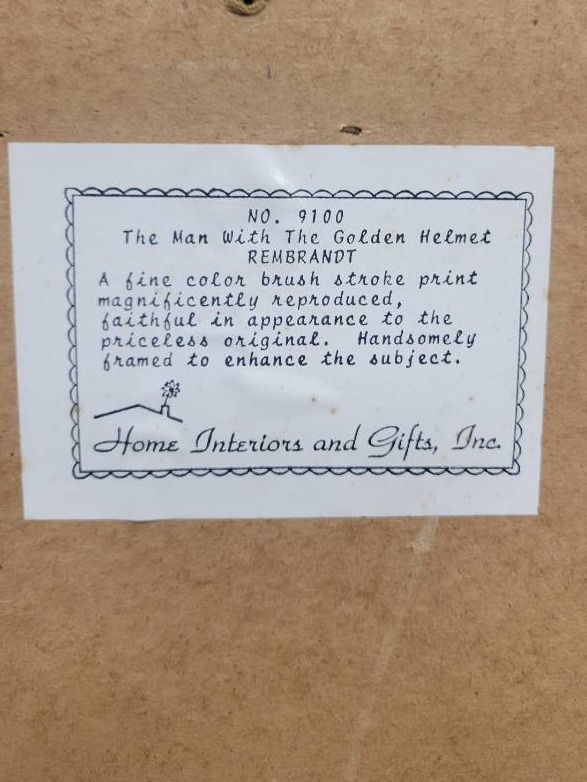 NO. 9100
The Man With The Golden Helmet
REMBRANDT
A fine color brush stroke print
magnificently reproduced,
faithful in appearance to the
priceless original. Handsomely
framed to enhance the subject.
Home Interiors and Gifts, Inc.